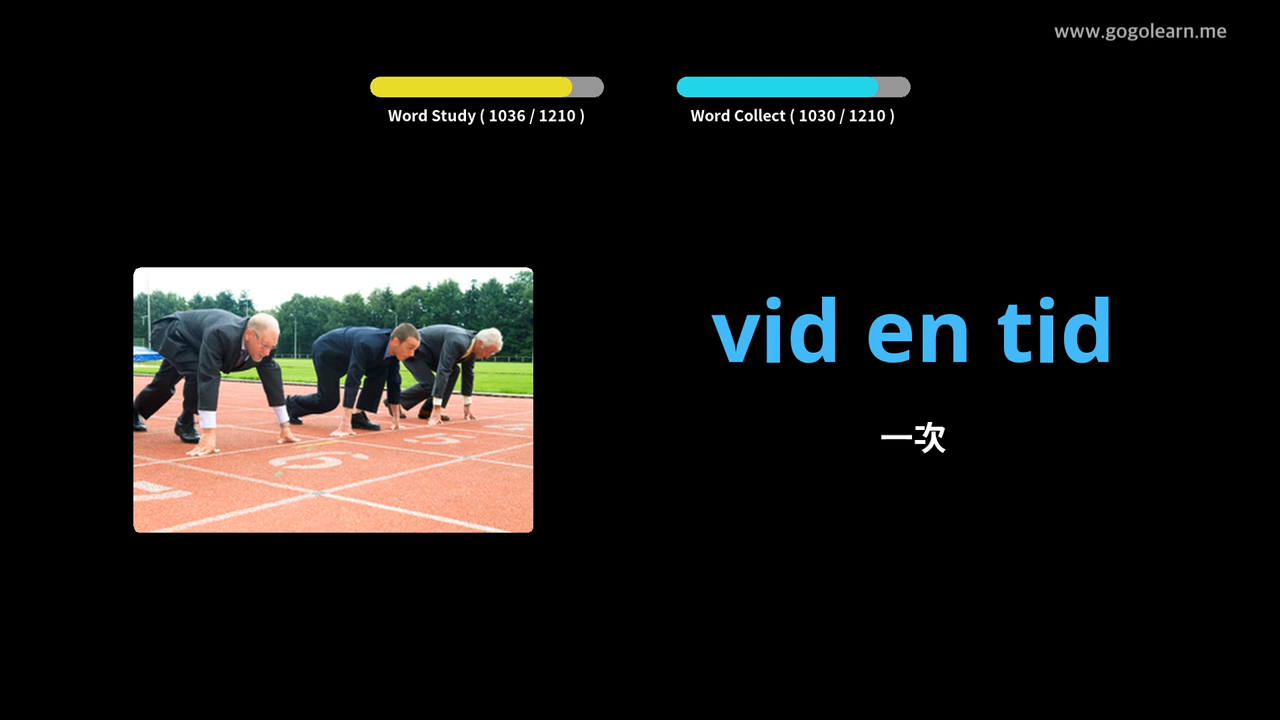 www.gogolearn.me
Word Study ( 1036 / 1210 )
Word Collect ( 1030 / 1210 )
vid en tid
一次